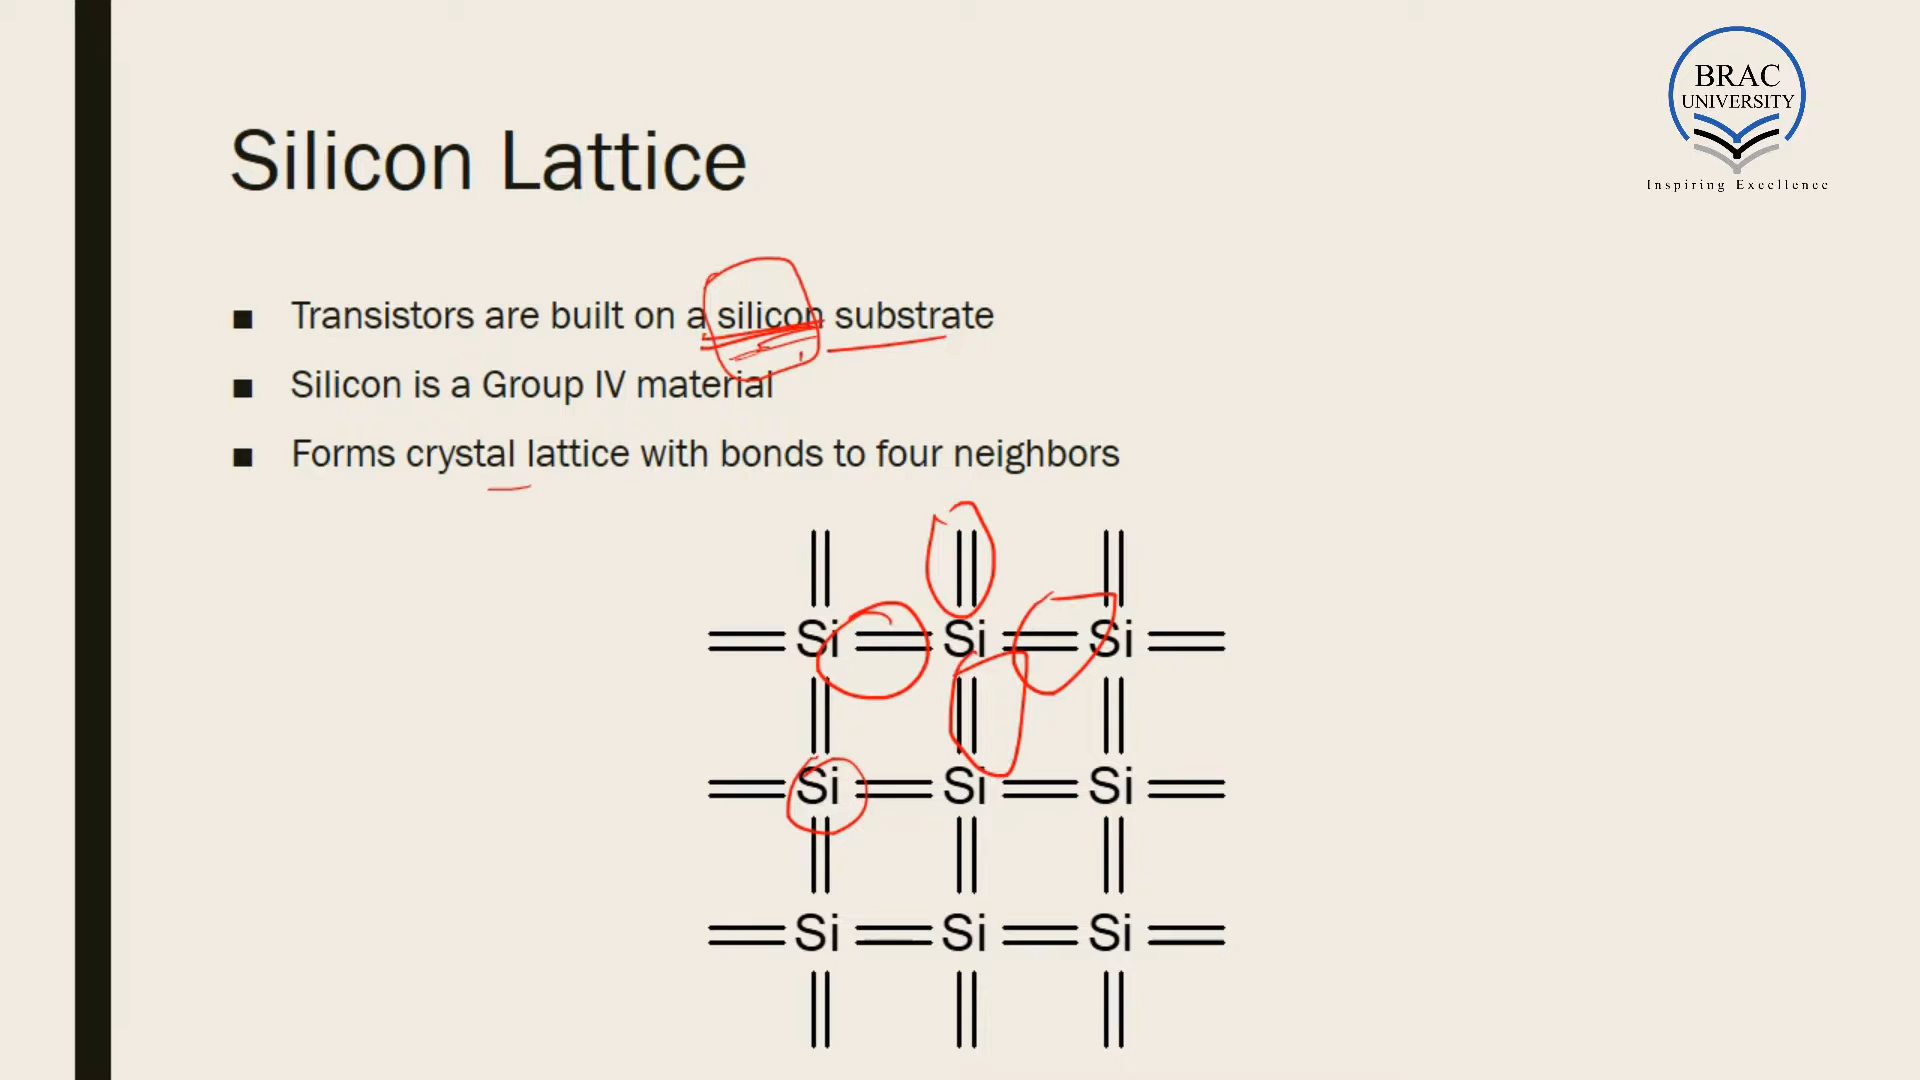 BRAC
UNIVERSITY
Inspiring Excellence
Silicon Lattice
■ Transistors are built on a silicon substrate
■ Silicon is a Group IV material
■ Forms crystal lattice with bonds to four neighbors
Si Si Si
Si Si Si
Si Si Si